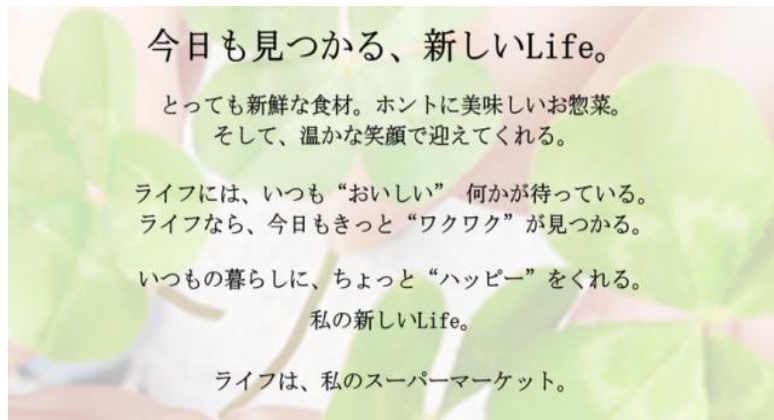 今日も見つかる、新しいLife。
とっても新鮮な食材。ホントに美味しいお惣菜。
そして、温かな笑顔で迎えてくれる。
ライフには、いつも“おいしい” 何かが待っている。
ライフなら、今日もきっと“ワクワク”が見つかる。
いつもの暮らしに、ちょっと“ハッピー”をくれる。
私の新しいLife。
ライフは、私のスーパーマーケット。